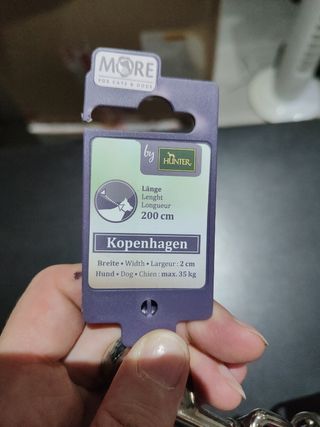 MORE
FOR CATS & DOGS
by
HUNTER
Länge
Lenght
Longueur
200 cm
Kopenhagen
Breite • Width • Largeur : 2 cm
Hund • Dog • Chien : max. 35 kg